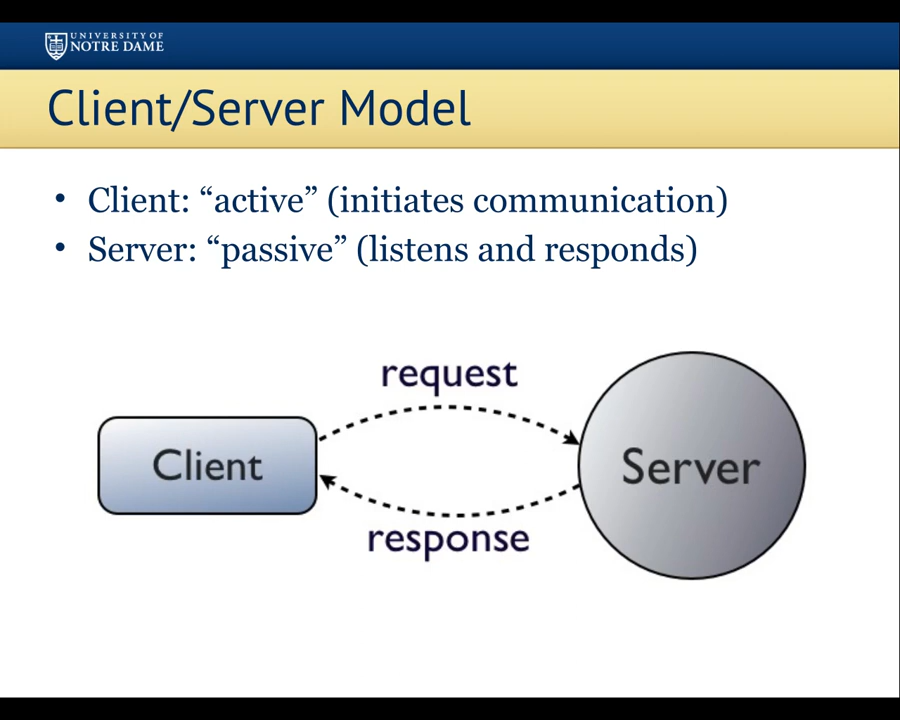 UNIVERSITY OF
NOTRE DAME
Client/Server Model
• Client: “active” (initiates communication)
• Server: “passive” (listens and responds)
request
Client
Server
response